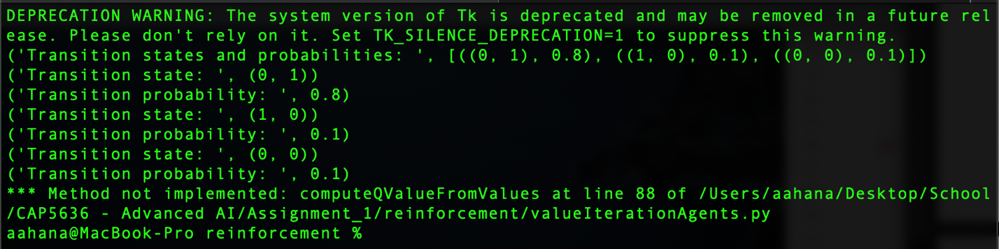 DEPRECATION WARNING: The system version of Tk is deprecated and may be removed in a future rel
ease. Please don't rely on it. Set TK_SILENCE_DEPRECATION=1 to suppress this warning.
('Transition states and probabilities: ', [((0, 1), 0.8), ((1, 0), 0.1), ((0, 0), 0.1)])
('Transition state: ', (0, 1))
('Transition probability: ', 0.8)
('Transition state: ', (1, 0))
('Transition probability: ', 0.1)
('Transition state: ', (0, 0))
('Transition probability: ', 0.1)
*** Method not implemented: computeQValueFromValues at line 88 of /Users/aahana/Desktop/School
/CAP5636 - Advanced AI/Assignment_1/reinforcement/valueIterationAgents.py
aahana@MacBook-Pro reinforcement %